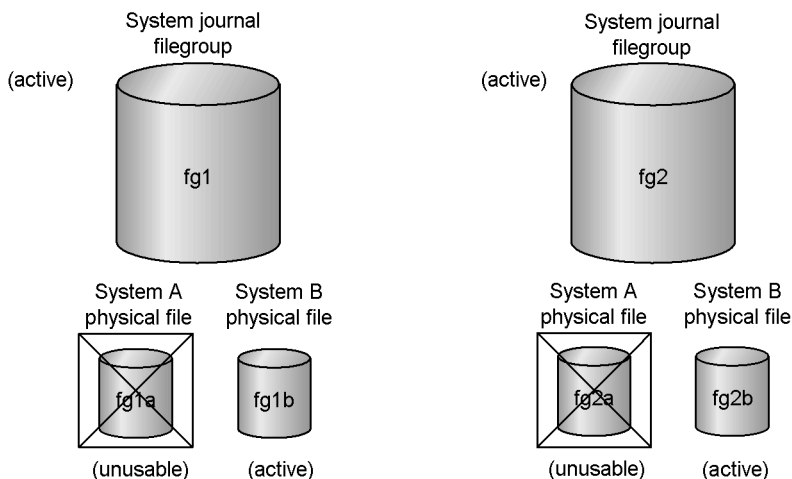 System journal
filegroup
(active)
fg1
System A
physical file
System B
physical file
fg1a
fg1b
(unusable)
(active)
System journal
filegroup
(active)
fg2
System A
physical file
System B
physical file
fg2a
fg2b
(unusable)
(active)